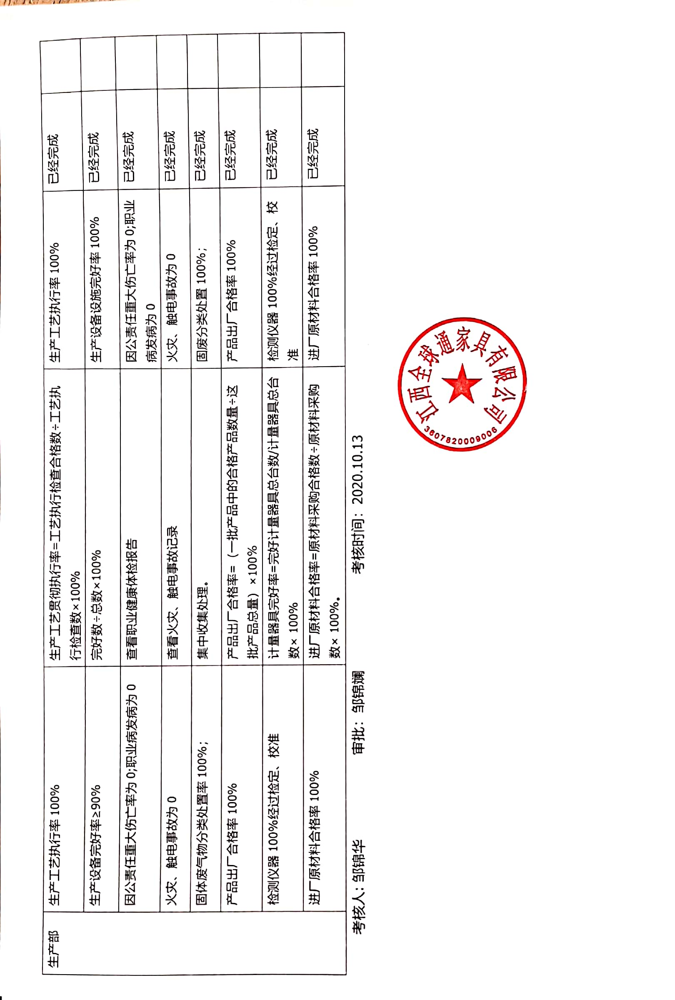 生产部
生产工艺执行率 100%
生产工艺贯彻执行率=工艺执行检查合格数÷工艺执
行检查数×100%
生产工艺执行率 100%
已经完成
生产设备完好率≥90%
完好数÷总数×100%
生产设备设施完好率 100%
已经完成
因公责任重大伤亡率为 0;职业病发病为 0
查看职业健康体检报告
因公责任重大伤亡率为 0;职业
病发病为 0
已经完成
火灾、触电事故为 0
查看火灾、触电事故记录
火灾、触电事故为 0
已经完成
固体废气物分类处置率 100%;
集中收集处理。
固废分类处置 100%;
已经完成
产品出厂合格率 100%
产品出厂合格率=（一批产品中的合格产品数量÷这
批产品总量）×100%
产品出厂合格率 100%
已经完成
检测仪器 100%经过检定、校准
计量器具完好率=完好计量器具总台数/计量器具总台
数× 100%
检测仪器 100%经过检定、校
准
已经完成
进厂原材料合格率 100%
进厂原材料合格率=原材料采购合格数÷原材料采购
数× 100%。
进厂原材料合格率 100%
已经完成
考核人：邹锦华 审批：邹锦斓 考核时间：2020.10.13
江西全球通家具有限公司
3607820009006